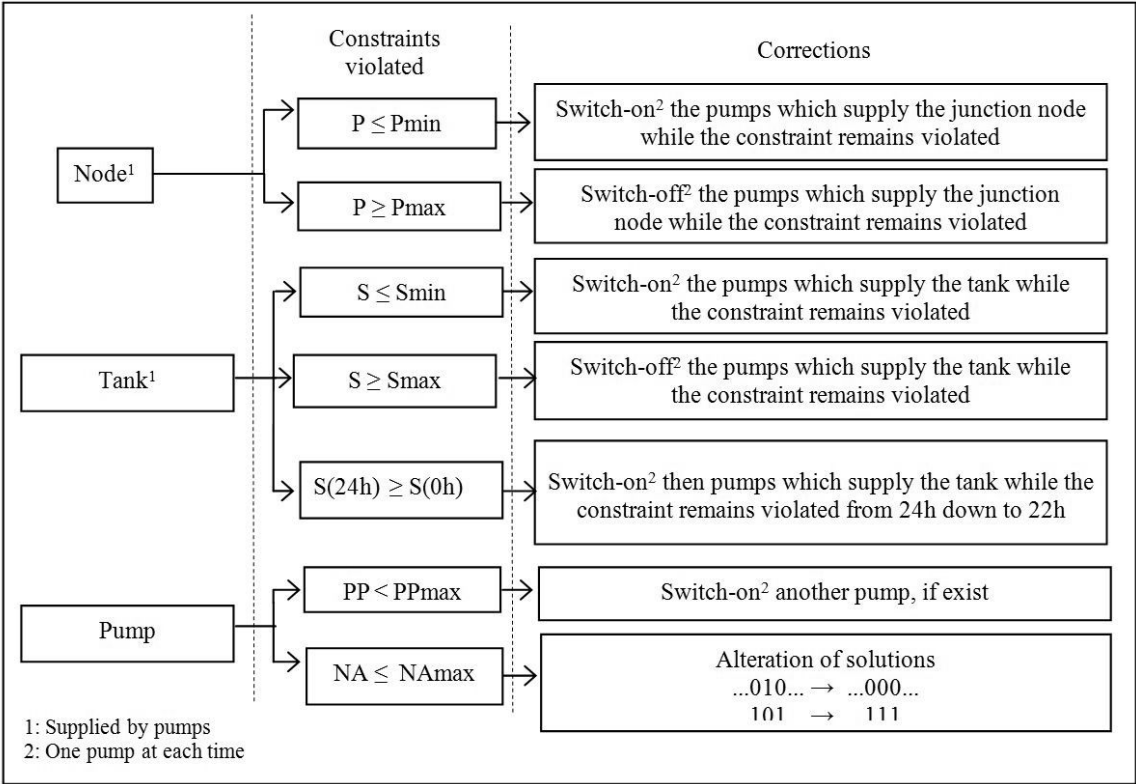 Constraints
violated
Corrections
Node¹
P ≤ Pmin
Switch-on² the pumps which supply the junction node
while the constraint remains violated
P ≥ Pmax
Switch-off² the pumps which supply the junction
node while the constraint remains violated
Tank¹
S ≤ Smin
Switch-on² the pumps which supply the tank while
the constraint remains violated
S ≥ Smax
Switch-off² the pumps which supply the tank while
the constraint remains violated
S(24h) ≥ S(0h)
Switch-on² then pumps which supply the tank while the
constraint remains violated from 24h down to 22h
Pump
PP < PPmax
Switch-on² another pump, if exist
NA ≤ NAmax
Alteration of solutions
...010... → ...000...
101 → 111
1: Supplied by pumps
2: One pump at each time